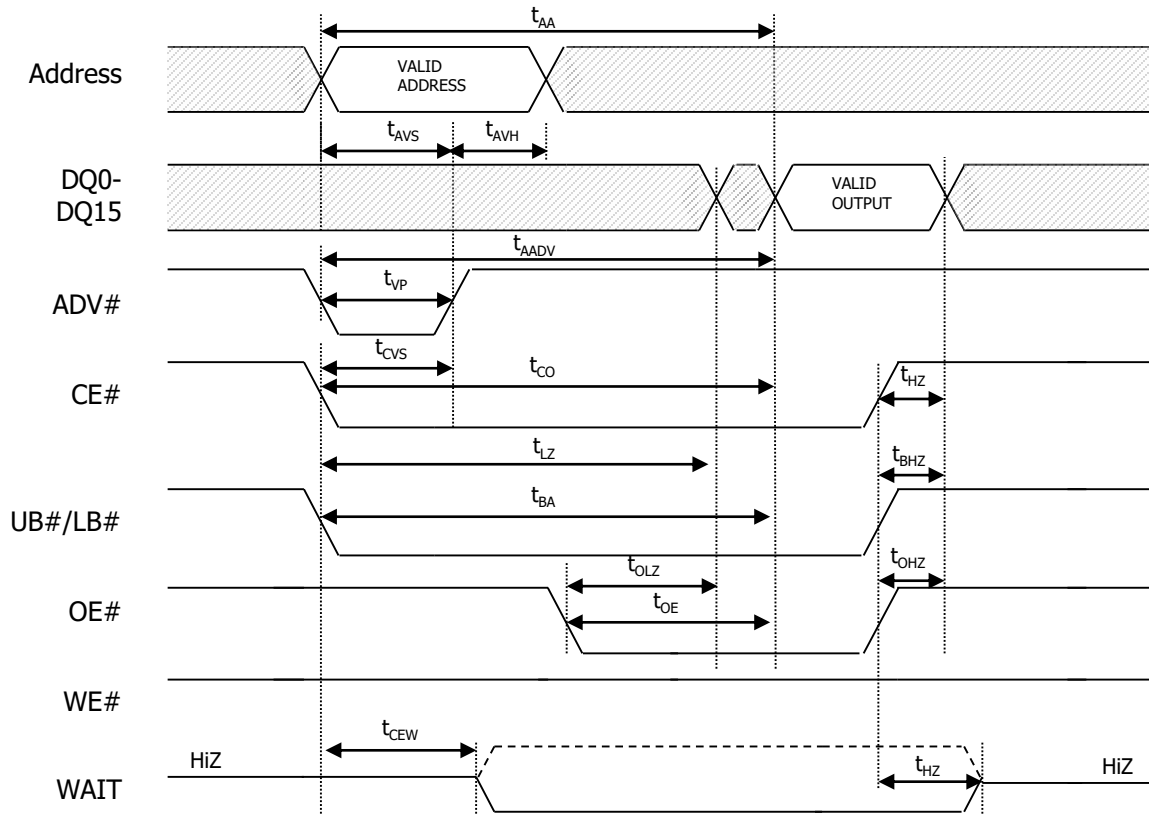 tAA
Address
VALID
ADDRESS
tAVS
tAVH
DQ0-
DQ15
VALID
OUTPUT
tAADV
ADV#
tVP
tCVS
tCO
CE#
tHZ
tLZ
tBHZ
UB#/LB#
tBA
tOLZ
tOHZ
OE#
tOE
WE#
tCEW
HiZ
HiZ
WAIT
tHZ